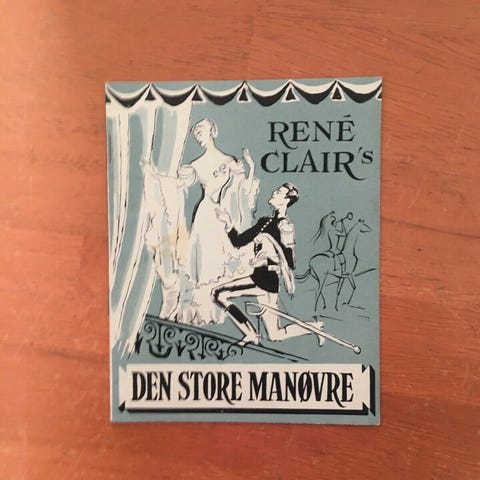 RENÉ
CLAIR's
DEN STORE MANØVRE